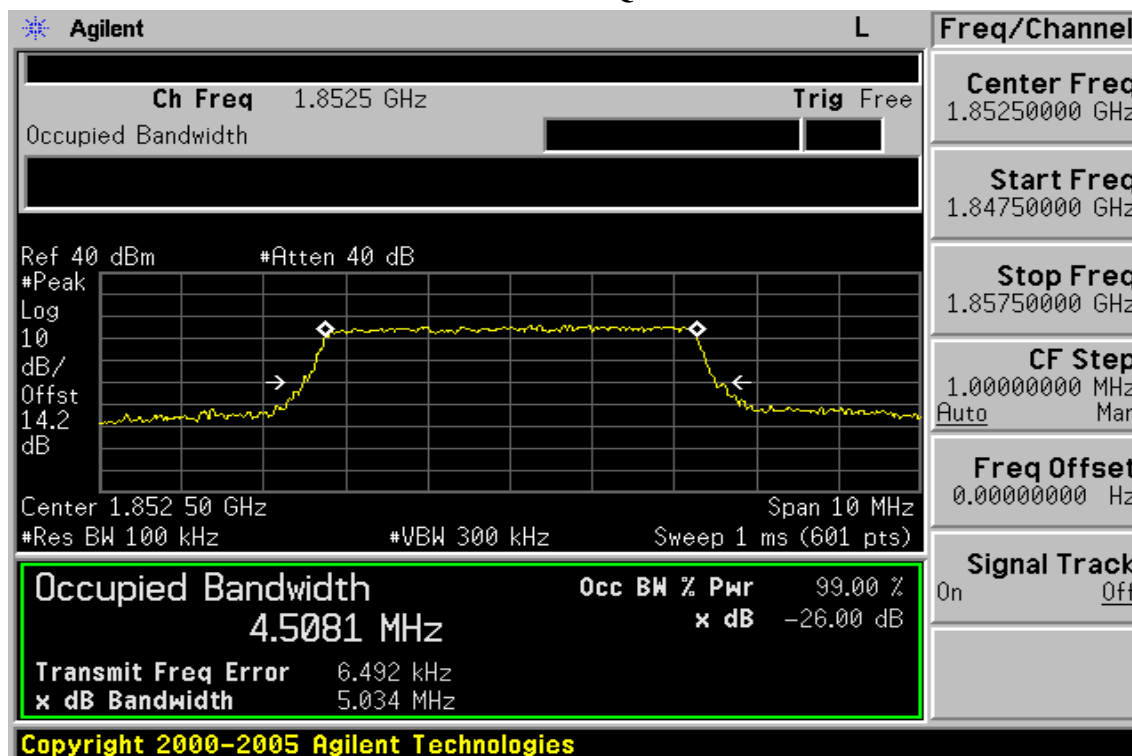 Agilent L Freq/Channel
Ch Freq 1.8525 GHz Trig Free
Occupied Bandwidth
Center Freq
1.85250000 GHz
Start Freq
1.84750000 GHz
Stop Freq
1.85750000 GHz
CF Step
1.00000000 MHz
Auto Man
Freq Offset
0.00000000 Hz
Signal Track
On Off
Ref 40 dBm #Atten 40 dB
#Peak
Log
10
dB/
Offst
14.2
dB
Center 1.852 50 GHz Span 10 MHz
#Res BW 100 kHz #VBW 300 kHz Sweep 1 ms (601 pts)
Occupied Bandwidth Occ BW % Pwr 99.00 %
4.5081 MHz x dB -26.00 dB
Transmit Freq Error 6.492 kHz
x dB Bandwidth 5.034 MHz
Copyright 2000-2005 Agilent Technologies